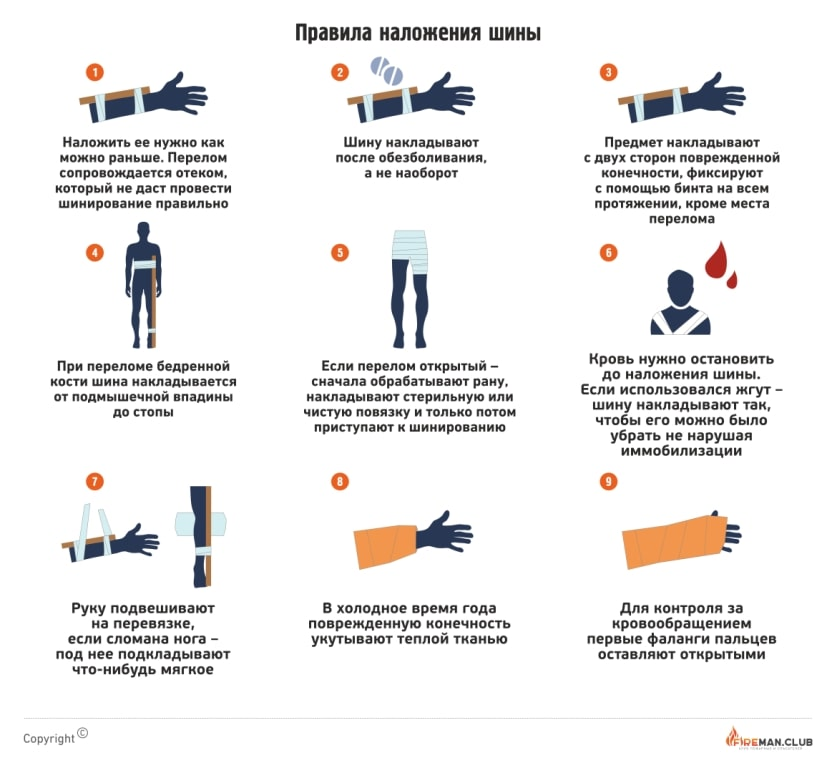 Правила наложения шины
1
Наложить ее нужно как
можно раньше. Перелом
сопровождается отеком,
который не даст провести
шинирование правильно
2
Шину накладывают
после обезболивания,
а не наоборот
3
Предмет накладывают
с двух сторон поврежденной
конечности, фиксируют
с помощью бинта на всем
протяжении, кроме места
перелома
4
При переломе бедренной
кости шина накладывается
от подмышечной впадины
до стопы
5
Если перелом открытый –
сначала обрабатывают рану,
накладывают стерильную или
чистую повязку и только потом
приступают к шинированию
6
Кровь нужно остановить
до наложения шины.
Если использовался жгут –
шину накладывают так,
чтобы его можно было
убрать не нарушая
иммобилизации
7
Руку подвешивают
на перевязке,
если сломана нога –
под нее подкладывают
что-нибудь мягкое
8
В холодное время года
поврежденную конечность
укутывают теплой тканью
9
Для контроля за
кровообращением
первые фаланги пальцев
оставляют открытыми
Copyright ©
FIREMAN.CLUB